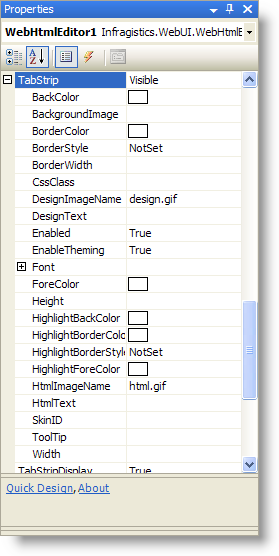 Properties
WebHtmlEditor1 Infragistics.WebUI.WebHtmlE
TabStrip Visible
BackColor
BackgroundImage
BorderColor
BorderStyle NotSet
BorderWidth
CssClass
DesignImageName design.gif
DesignText
Enabled True
EnableTheming True
Font
ForeColor
Height
HighlightBackColor
HighlightBorderColo
HighlightBorderStyle NotSet
HighlightForeColor
HtmlImageName html.gif
HtmlText
SkinID
ToolTip
Width
TabStripDisplay True
Quick Design, About